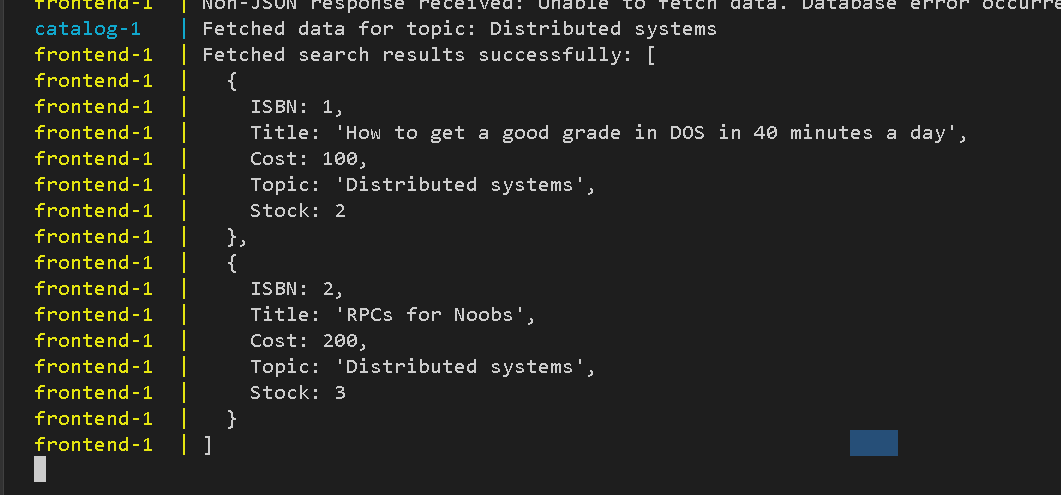 frontend-1 | Non-JSON response received: Unable to fetch data. Database error occurre
catalog-1 | Fetched data for topic: Distributed systems
frontend-1 | Fetched search results successfully: [
frontend-1 | {
frontend-1 | ISBN: 1,
frontend-1 | Title: 'How to get a good grade in DOS in 40 minutes a day',
frontend-1 | Cost: 100,
frontend-1 | Topic: 'Distributed systems',
frontend-1 | Stock: 2
frontend-1 | },
frontend-1 | {
frontend-1 | ISBN: 2,
frontend-1 | Title: 'RPCs for Noobs',
frontend-1 | Cost: 200,
frontend-1 | Topic: 'Distributed systems',
frontend-1 | Stock: 3
frontend-1 | }
frontend-1 | ]